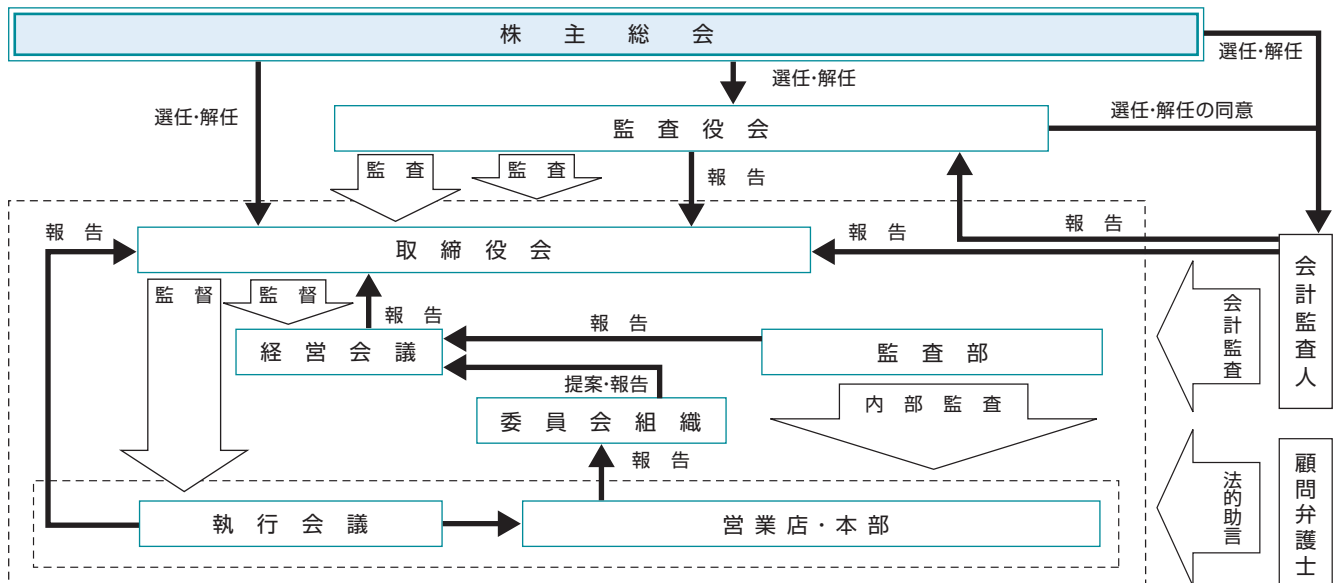 株主総会
選任・解任
選任・解任
選任・解任
監査役会
選任・解任の同意
監査
監査
報告
報告
報告
報告
取締役会
会計監査人
監督
監督
報告
報告
会計監査
経営会議
監査部
提案・報告
内部監査
委員会組織
報告
法的助言
顧問弁護士
執行会議
営業店・本部